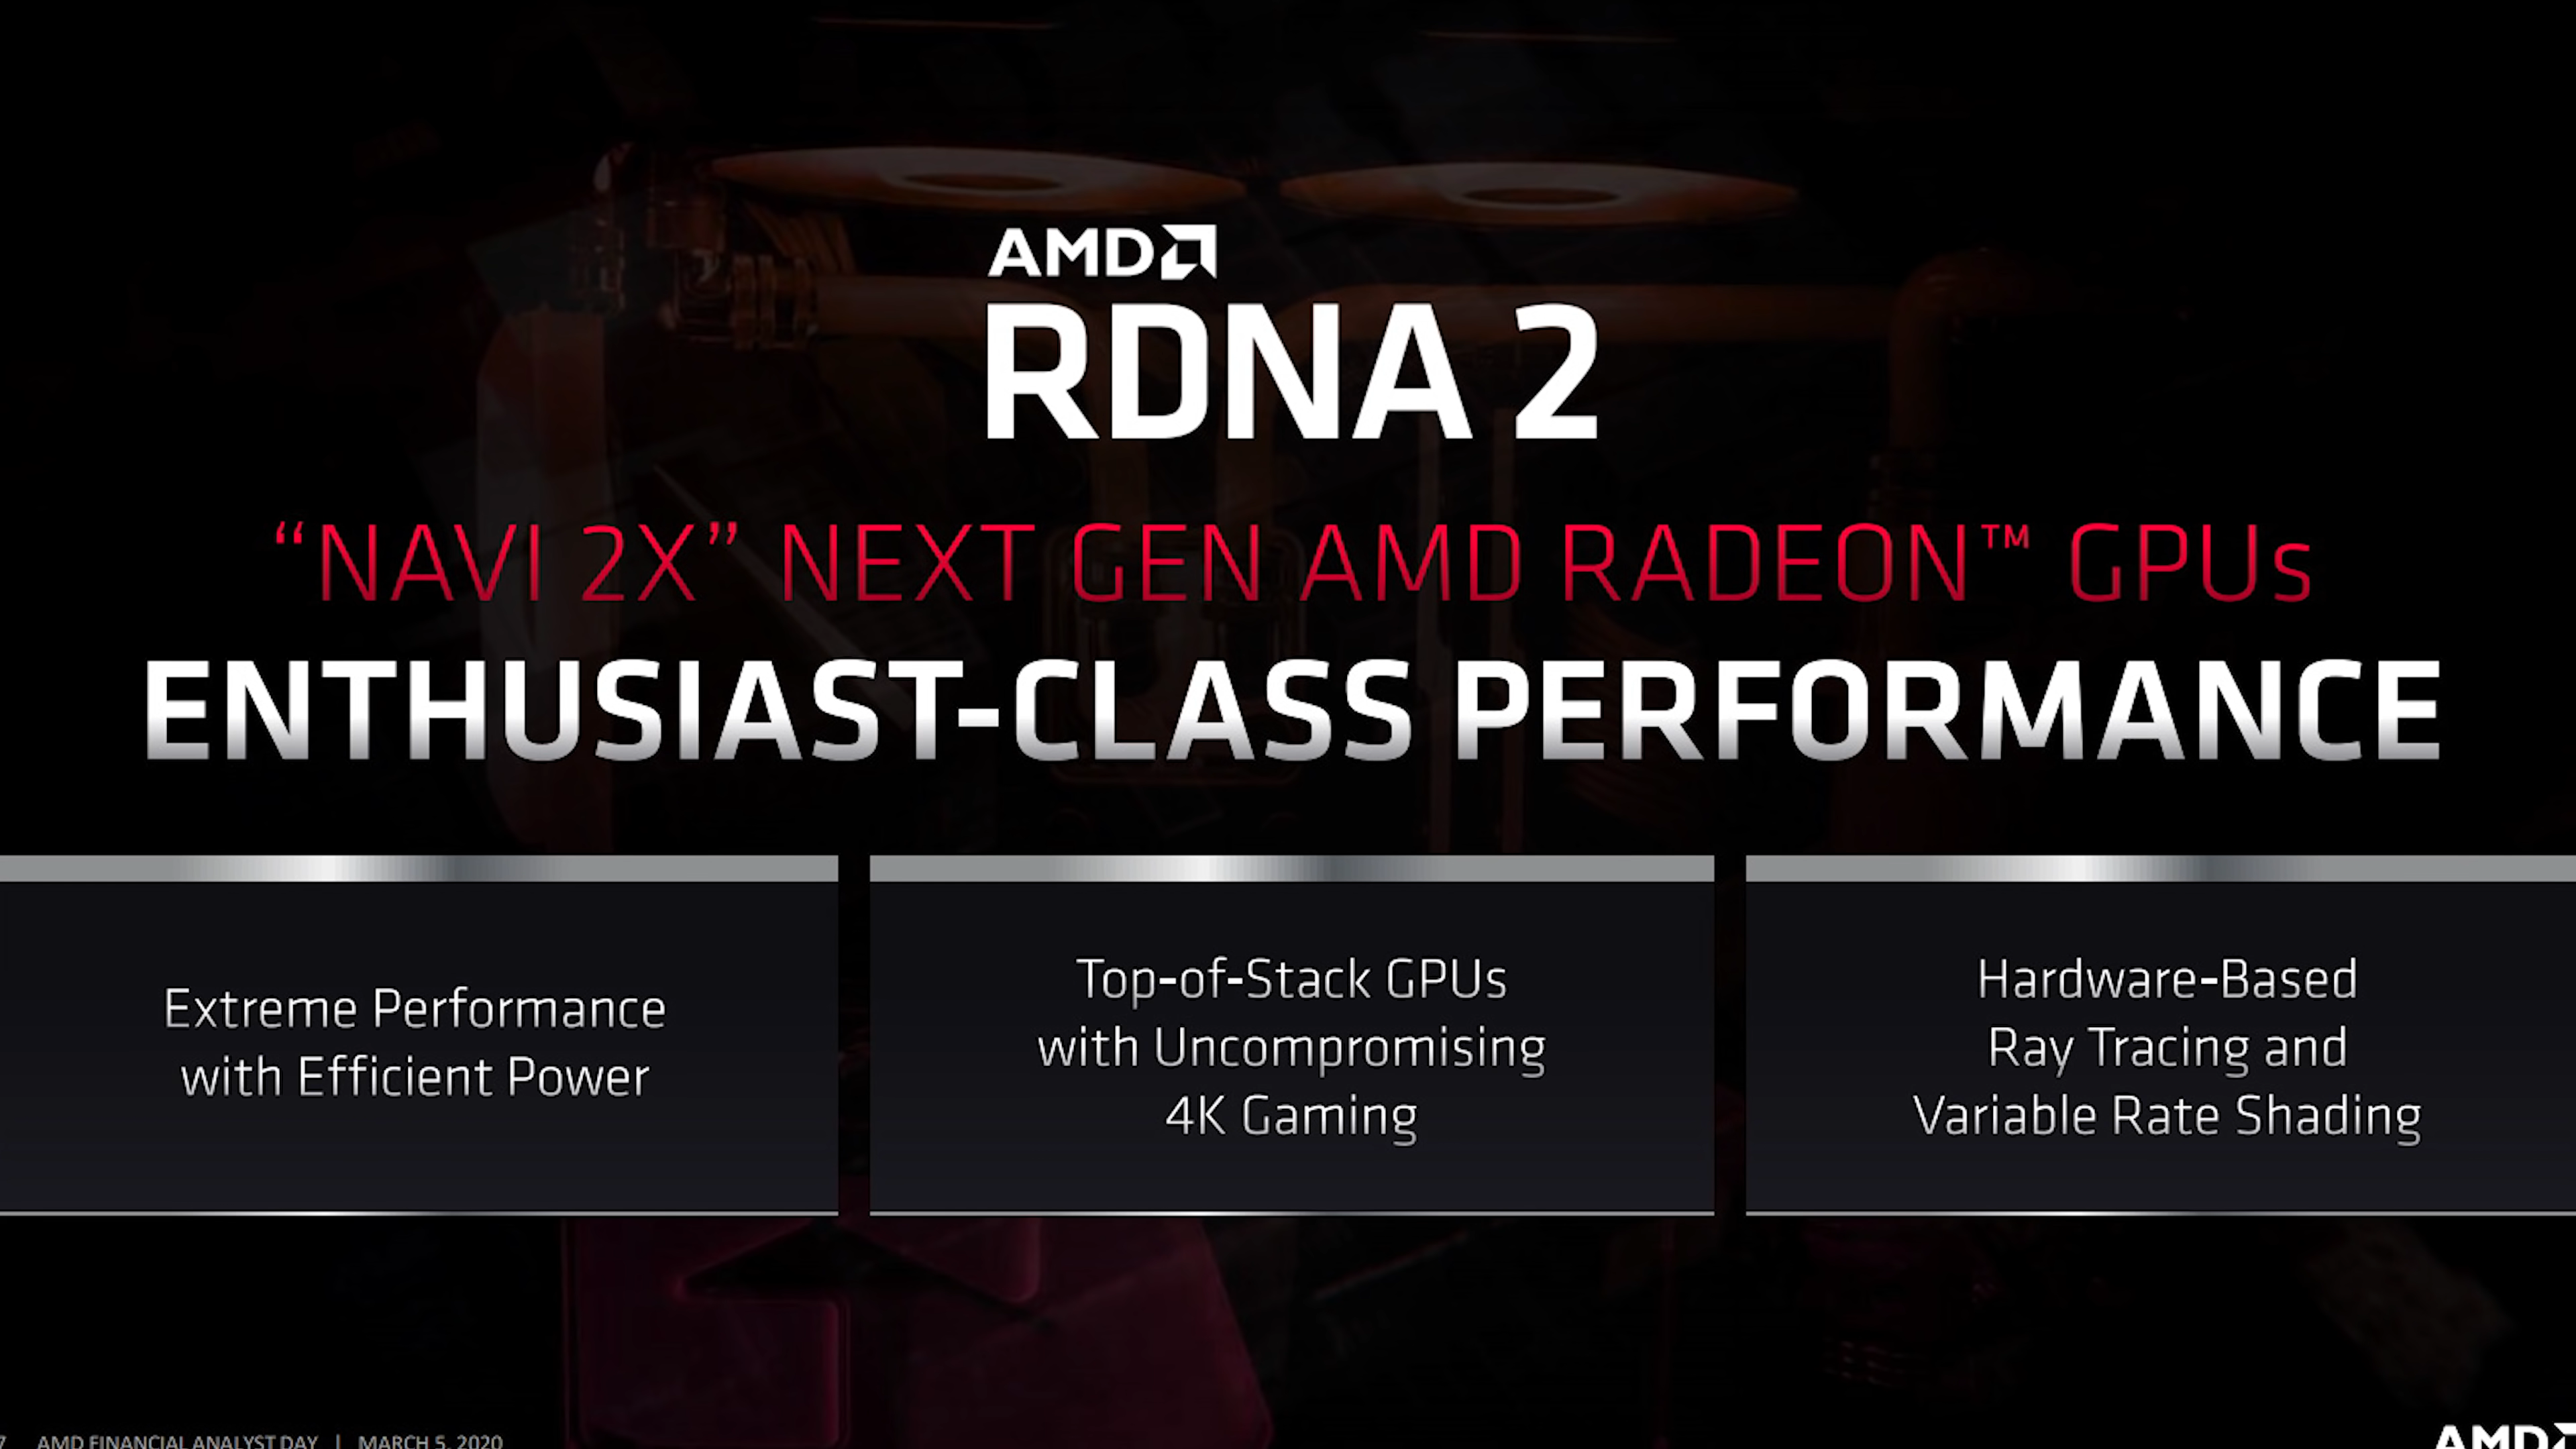 AMD
RDNA 2
“NAVI 2X” NEXT GEN AMD RADEON™ GPUs
ENTHUSIAST-CLASS PERFORMANCE
Extreme Performance
with Efficient Power
Top-of-Stack GPUs
with Uncompromising
4K Gaming
Hardware-Based
Ray Tracing and
Variable Rate Shading
7 AMD FINANCIAL ANALYST DAY | MARCH 5, 2020
AMD